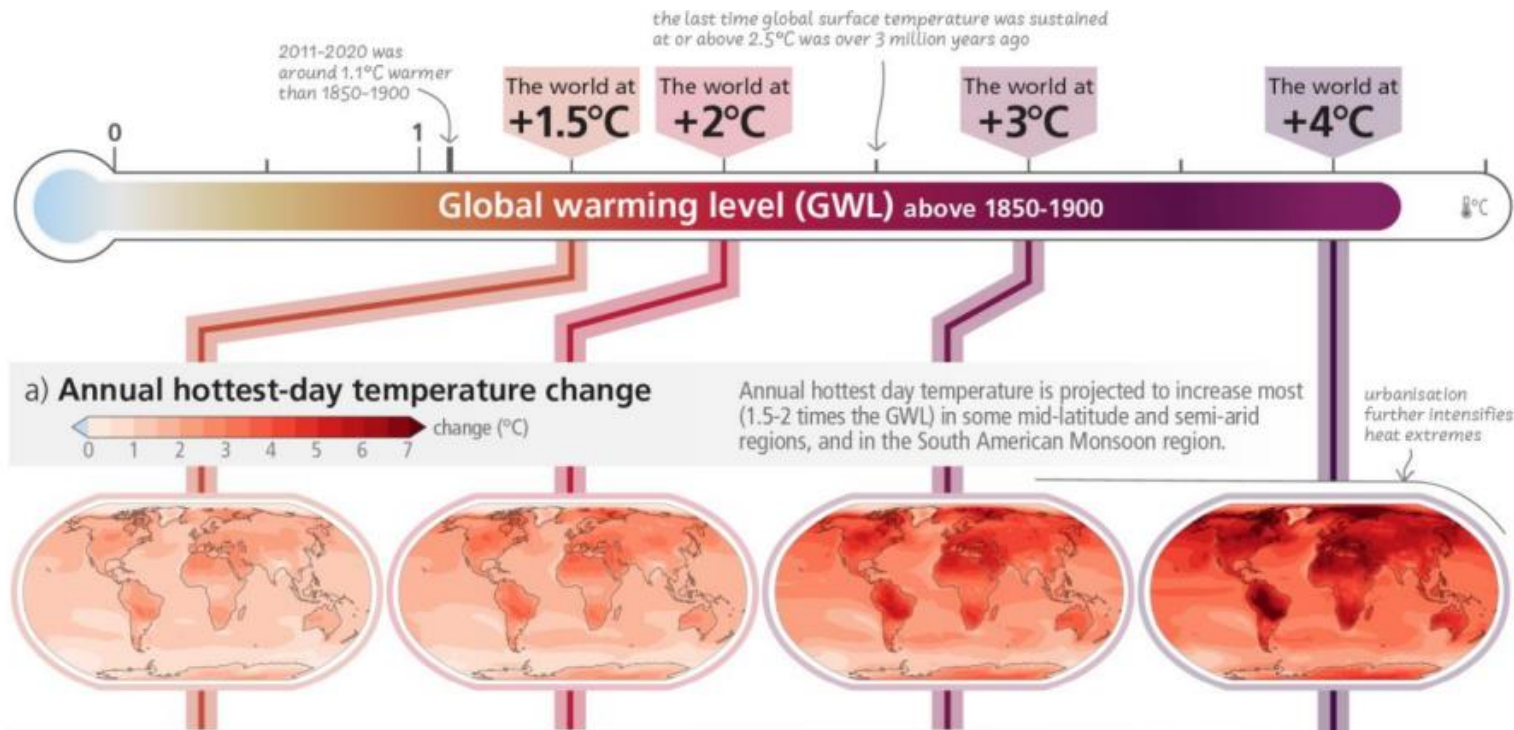 the last time global surface temperature was sustained
at or above 2.5°C was over 3 million years ago
2011-2020 was
around 1.1°C warmer
than 1850-1900
The world at
+1.5°C
The world at
+2°C
The world at
+3°C
The world at
+4°C
0
1
Global warming level (GWL) above 1850-1900
°C
a) Annual hottest-day temperature change
change (°C)
0 1 2 3 4 5 6 7
Annual hottest day temperature is projected to increase most
(1.5-2 times the GWL) in some mid-latitude and semi-arid
regions, and in the South American Monsoon region.
urbanisation
further intensifies
heat extremes